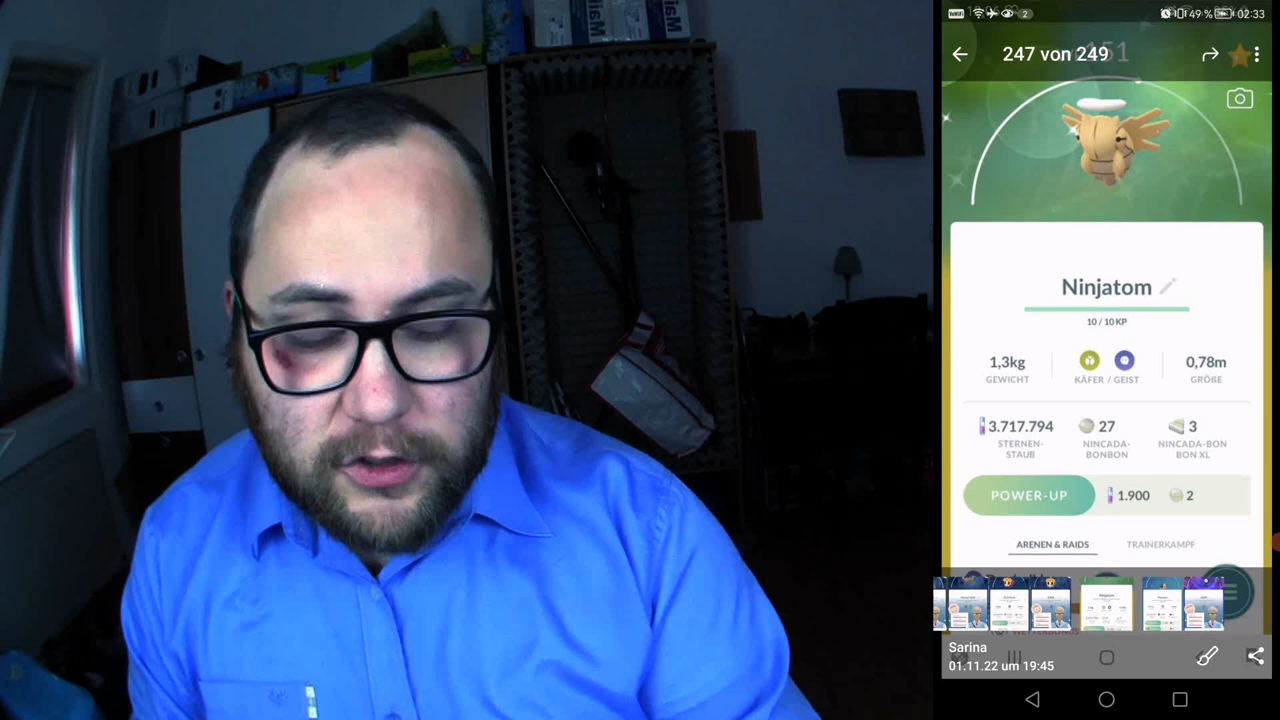 2
49 %
02:33
247 von 249
451
Ninjatom
10 / 10 KP
1,3kg
GEWICHT
KÄFER / GEIST
0,78m
GRÖßE
3.717.794
STERNEN-
STAUB
27
NINCADA-
BONBON
3
NINCADA-BON
BON XL
POWER-UP
1.900
2
ARENEN & RAIDS
TRAINERKAMPF
WETTERBONUS
Sarina
01.11.22 um 19:45